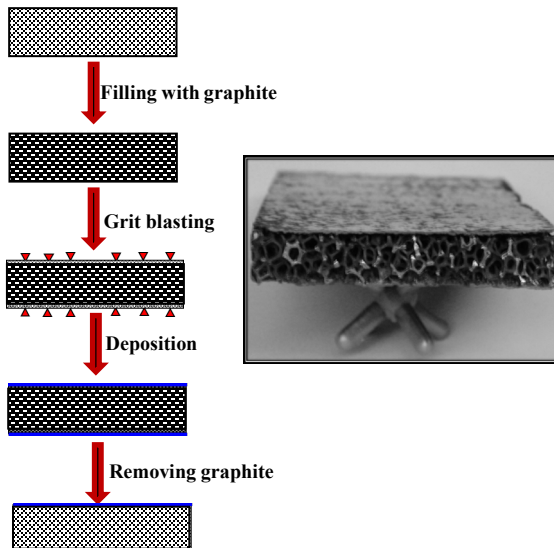 Filling with graphite
Grit blasting
Deposition
Removing graphite